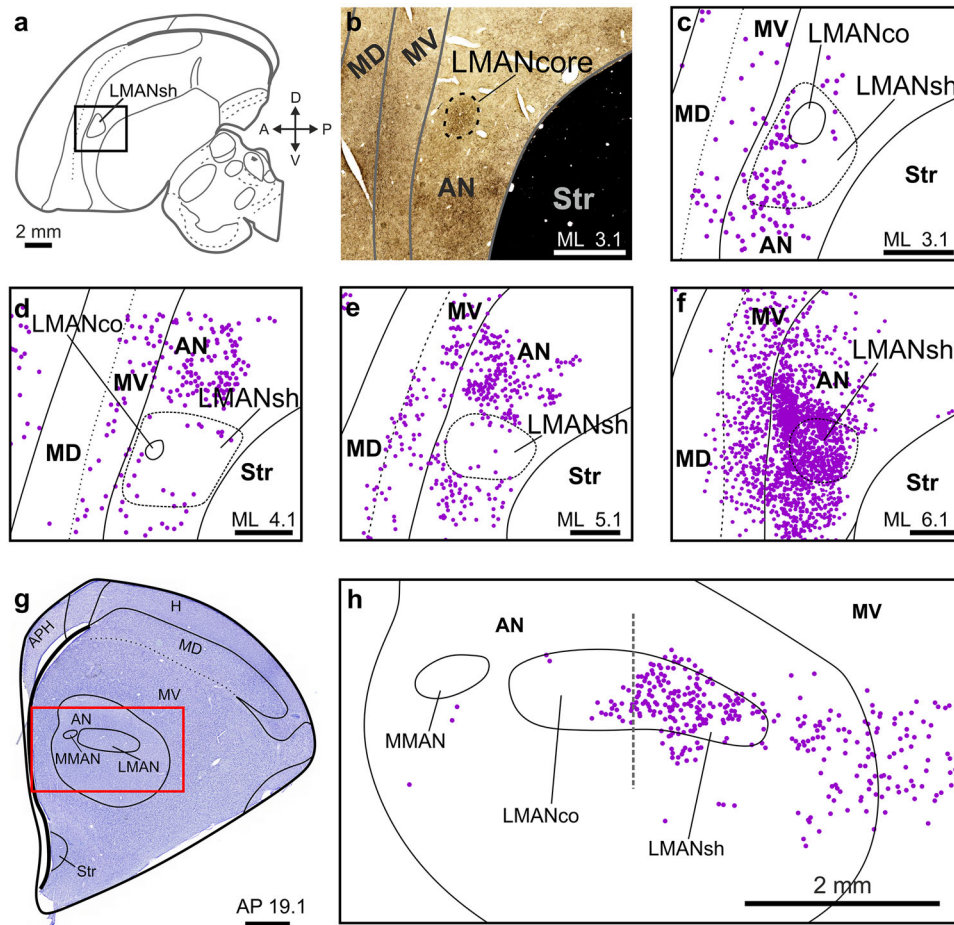 a
LMANsh
D
A
P
V
2 mm
b
MD
MV
LMANcore
AN
Str
ML 3.1
c
MV
LMANco
LMANsh
MD
Str
AN
ML 3.1
d
LMANco
AN
MV
LMANsh
MD
Str
ML 4.1
e
MV
AN
LMANsh
MD
Str
ML 5.1
f
MV
LMANsh
AN
MD
Str
ML 6.1
g
H
APH
MD
MV
AN
MMAN
LMAN
Str
AP 19.1
h
AN
MV
MMAN
LMANco
LMANsh
2 mm